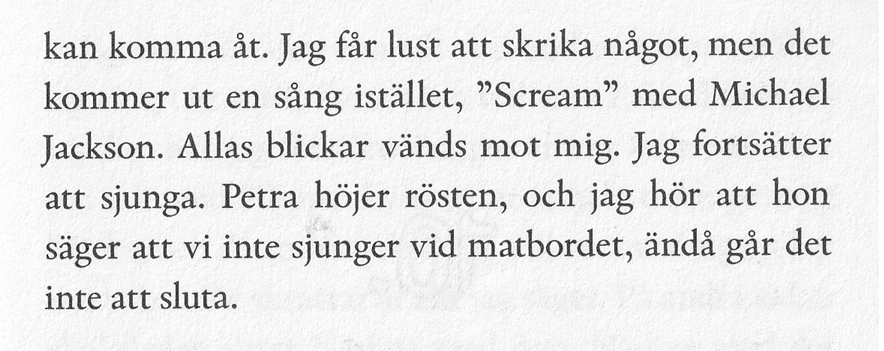 kan komma åt. Jag får lust att skrika något, men det
kommer ut en sång istället, ”Scream” med Michael
Jackson. Allas blickar vänds mot mig. Jag fortsätter
att sjunga. Petra höjer rösten, och jag hör att hon
säger att vi inte sjunger vid matbordet, ändå går det
inte att sluta.